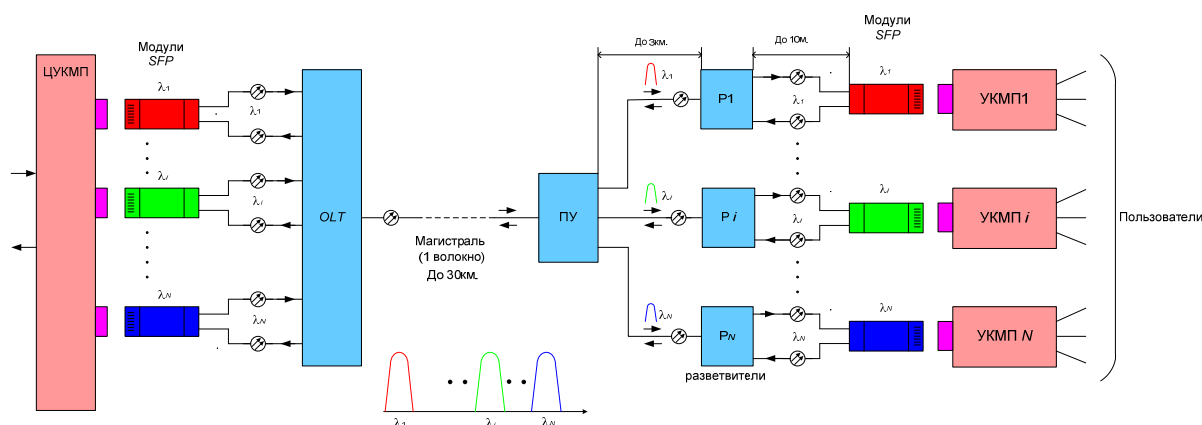 Модули
SFP
ЦУКМП
λ1
λ1
λi
λi
λN
λN
OLT
Магистраль
(1 волокно)
До 30км.
λ1
λi
λN
ПУ
До 3км.
До 10м.
λ1
λi
λN
P1
P i
PN
разветвители
λ1
λi
λN
Модули
SFP
λ1
λi
λN
УКМП1
УКМП i
УКМП N
Пользователи